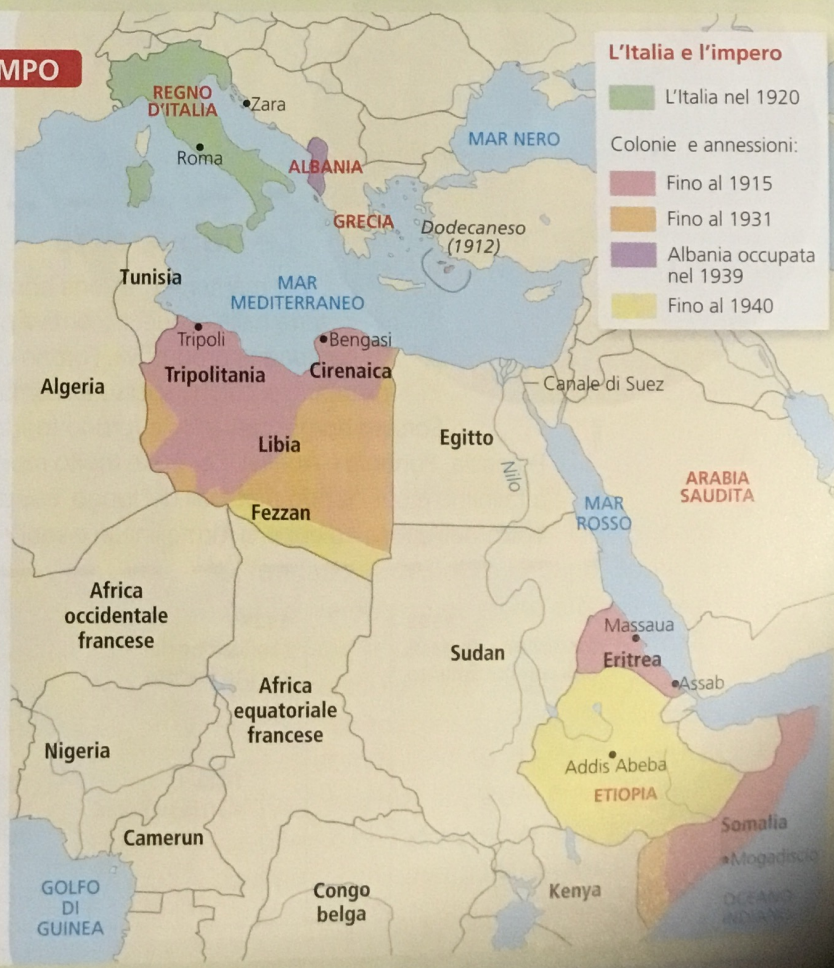 MPO
L'Italia e l'impero
L'Italia nel 1920
Colonie e annessioni:
Fino al 1915
Fino al 1931
Albania occupata
nel 1939
Fino al 1940
REGNO
D'ITALIA
Zara
Roma
ALBANIA
MAR NERO
GRECIA
Dodecaneso
(1912)
Tunisia
MAR
MEDITERRANEO
Tripoli
Bengasi
Tripolitania
Cirenaica
Algeria
Canale di Suez
Libia
Egitto
Nilo
ARABIA
SAUDITA
MAR
ROSSO
Fezzan
Africa
occidentale
francese
Massaua
Sudan
Eritrea
Assab
Africa
equatoriale
francese
Nigeria
Addis Abeba
ETIOPIA
Somalia
Camerun
Mogadiscio
GOLFO
DI
GUINEA
Congo
belga
Kenya
OCEANO
INDIANO